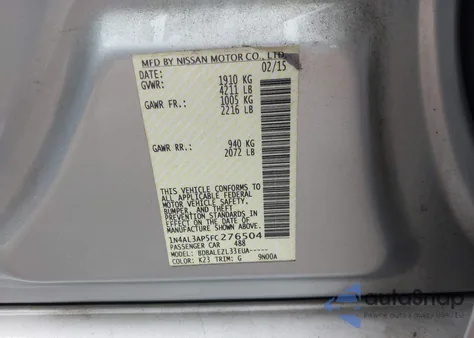 MFD BY NISSAN MOTOR CO., LTD.
DATE: 02/15
GVWR: 1910 KG
4211 LB
GAWR FR.: 1005 KG
2216 LB
GAWR RR.: 940 KG
2072 LB
THIS VEHICLE CONFORMS TO
ALL APPLICABLE FEDERAL
MOTOR VEHICLE SAFETY,
BUMPER, AND THEFT
PREVENTION STANDARDS IN
EFFECT ON THE DATE OF
MANUFACTURE SHOWN ABOVE.
1N4AL3AP5FC276504
PASSENGER CAR 488
MODEL: BDBALEZL33EUA-----
COLOR: K23 TRIM: G 9N00A
AutoSnap